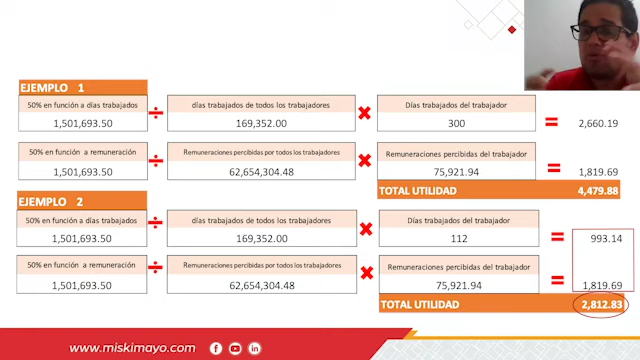 EJEMPLO 1
50% en función a días trabajados ÷ días trabajados de todos los trabajadores × Días trabajados del trabajador
1,501,693.50 169,352.00 300 = 2,660.19
50% en función a remuneración ÷ Remuneraciones percibidas por todos los trabajadores × Remuneraciones percibidas del trabajador
1,501,693.50 62,654,304.48 75,921.94 = 1,819.69
TOTAL UTILIDAD 4,479.88
EJEMPLO 2
50% en función a días trabajados ÷ días trabajados de todos los trabajadores × Días trabajados del trabajador
1,501,693.50 169,352.00 112 = 993.14
50% en función a remuneración ÷ Remuneraciones percibidas por todos los trabajadores × Remuneraciones percibidas del trabajador
1,501,693.50 62,654,304.48 75,921.94 = 1,819.69
TOTAL UTILIDAD 2,812.83
www.miskimayo.com